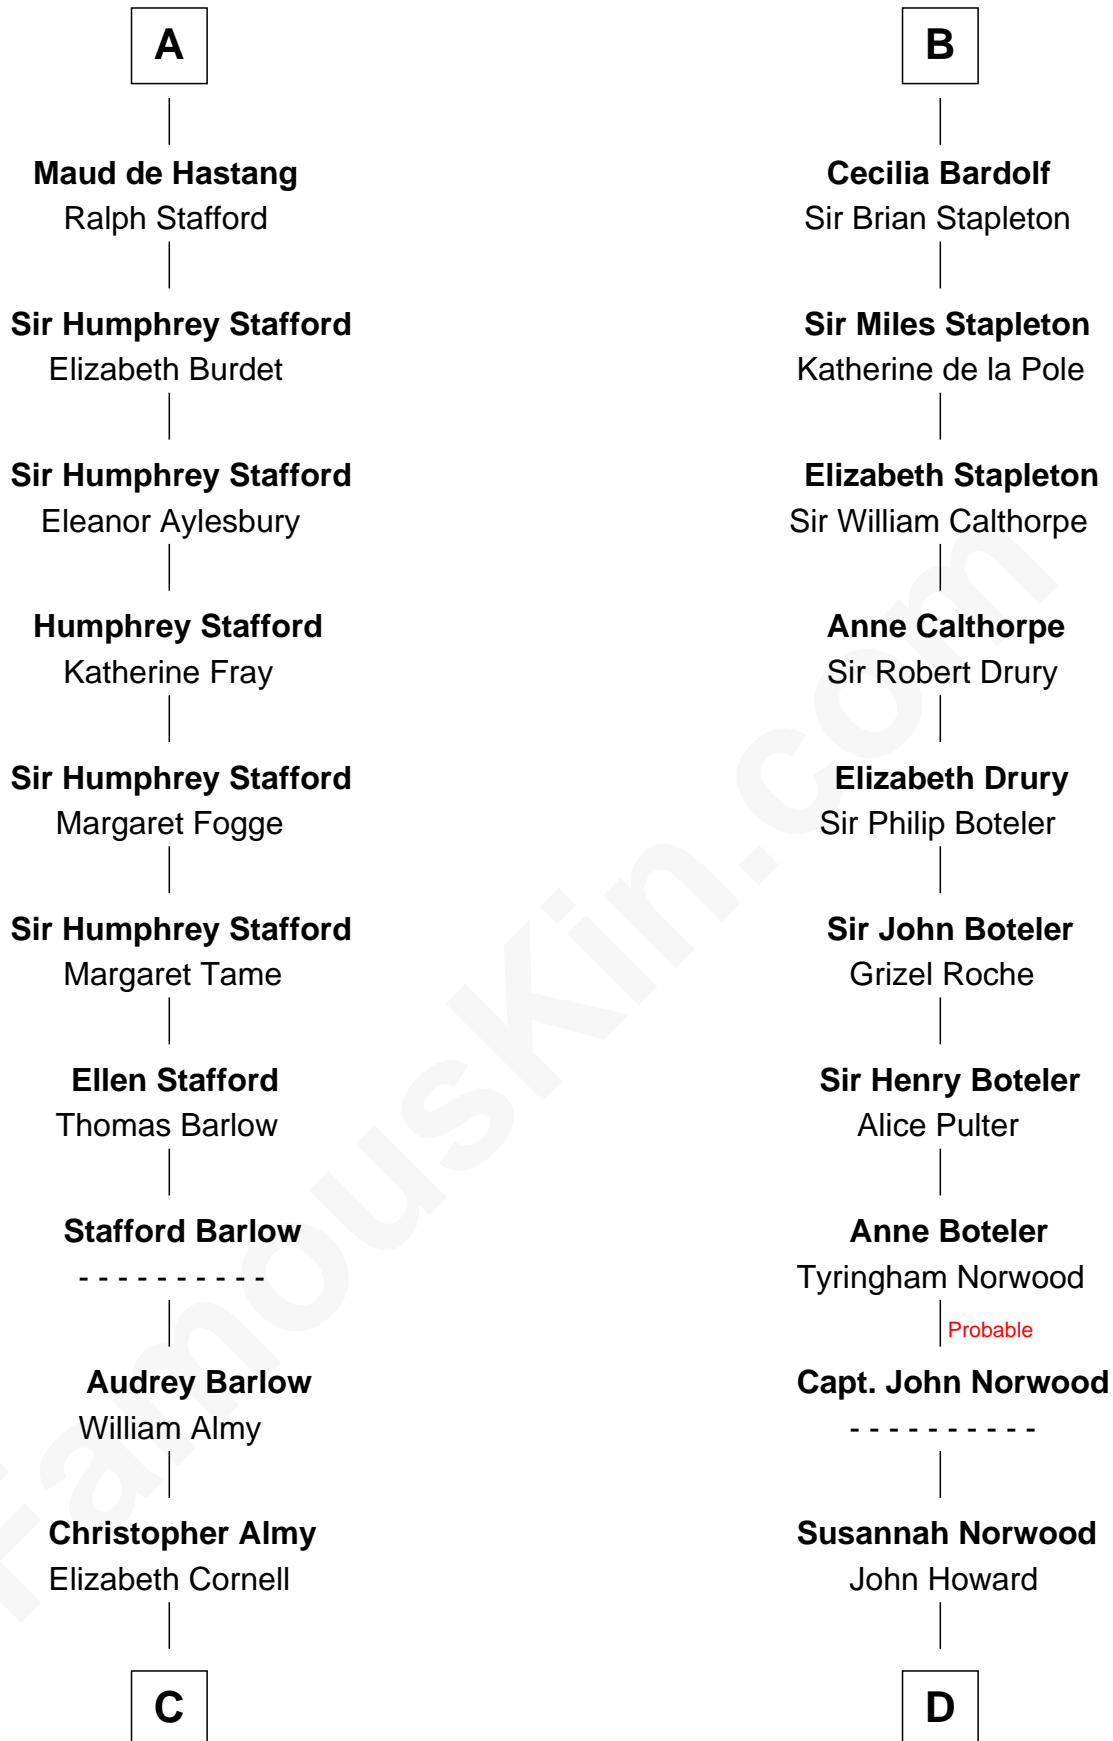 A
Maud de Hastang
Ralph Stafford
Sir Humphrey Stafford
Elizabeth Burdet
Sir Humphrey Stafford
Eleanor Aylesbury
Humphrey Stafford
Katherine Fray
Sir Humphrey Stafford
Margaret Fogge
Sir Humphrey Stafford
Margaret Tame
Ellen Stafford
Thomas Barlow
Stafford Barlow
- - - - - - - - - -
Audrey Barlow
William Almy
Christopher Almy
Elizabeth Cornell
C
B
Cecilia Bardolf
Sir Brian Stapleton
Sir Miles Stapleton
Katherine de la Pole
Elizabeth Stapleton
Sir William Calthorpe
Anne Calthorpe
Sir Robert Drury
Elizabeth Drury
Sir Philip Boteler
Sir John Boteler
Grizel Roche
Sir Henry Boteler
Alice Pulter
Anne Boteler
Tyringham Norwood
Probable
Capt. John Norwood
- - - - - - - - - -
Susannah Norwood
John Howard
D
FamousKin.com